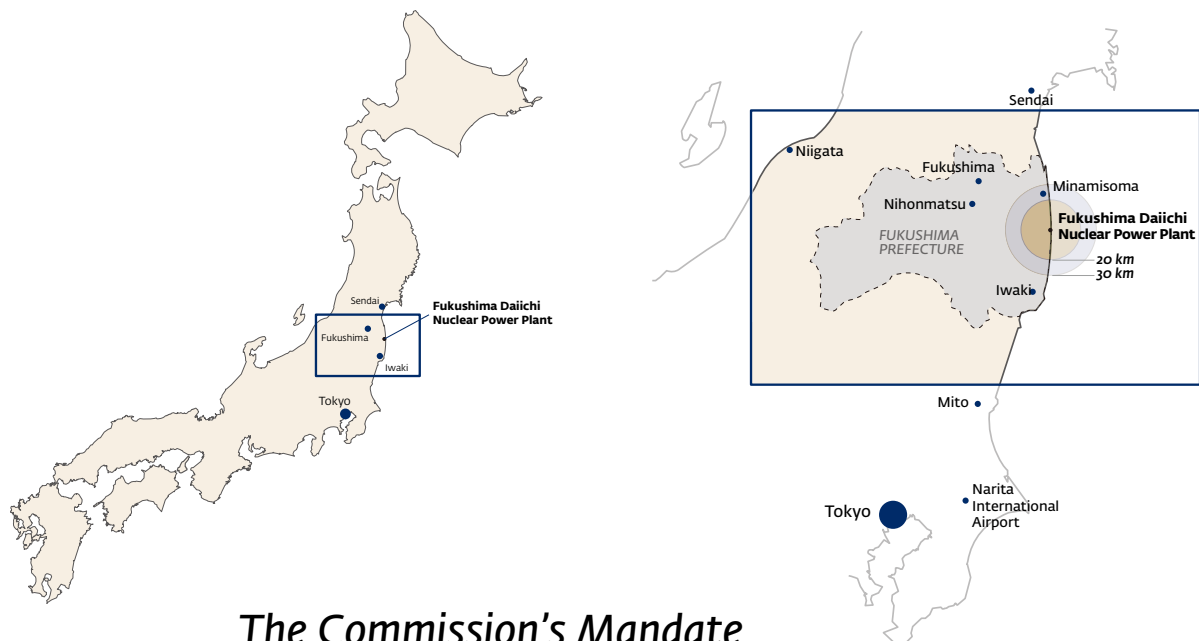 Sendai
Fukushima
Fukushima Daiichi
Nuclear Power Plant
Iwaki
Tokyo
Sendai
Niigata
Fukushima
Minamisoma
Nihonmatsu
Fukushima Daiichi
Nuclear Power Plant
FUKUSHIMA
PREFECTURE
20 km
30 km
Iwaki
Mito
Tokyo
Narita
International
Airport
The Commission's Mandate